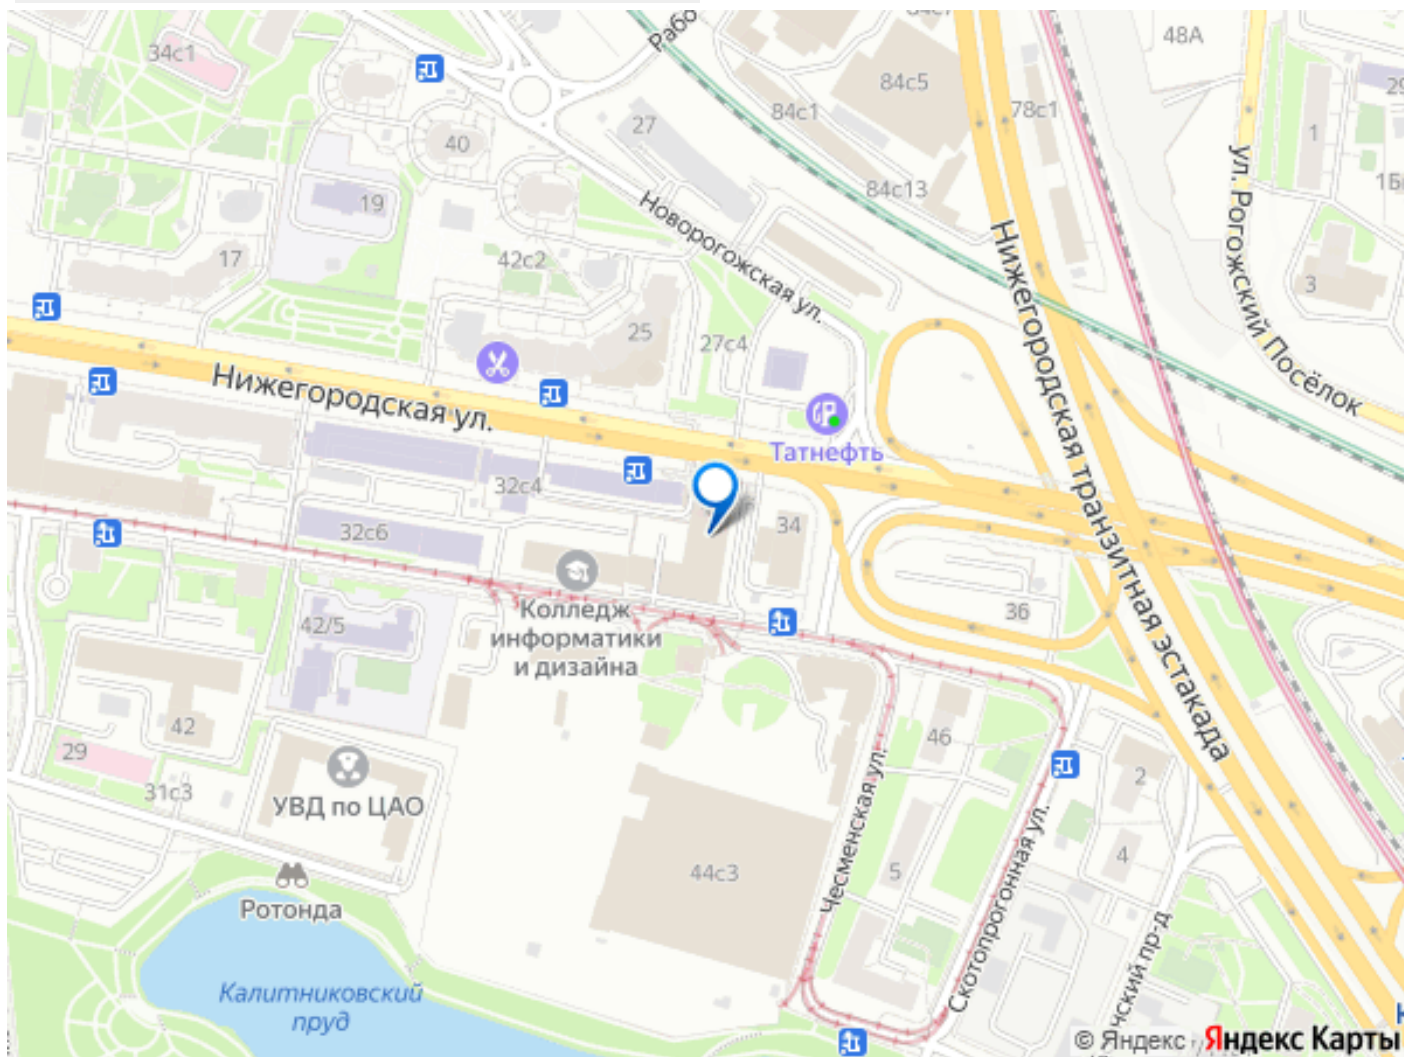 34с1
Рабо
84с5
48А
84с1
78с1
29
27
1
40
84с13
ул. Рогожский Посёлок
1Б
19
Новорогожская ул.
Нижегородская транзитная эстакада
17
42с2
3
25
27с4
Нижегородская ул.
Татнефть
32с4
34
32с6
Колледж
информатики
и дизайна
36
42/5
42
46
29
31с3
УВД по ЦАО
2
Чесменская ул.
Скотопрогонная ул.
4
44с3
5
Ротонда
Калитниковский
пруд
нский пр-д
© Яндекс Яндекс Карты